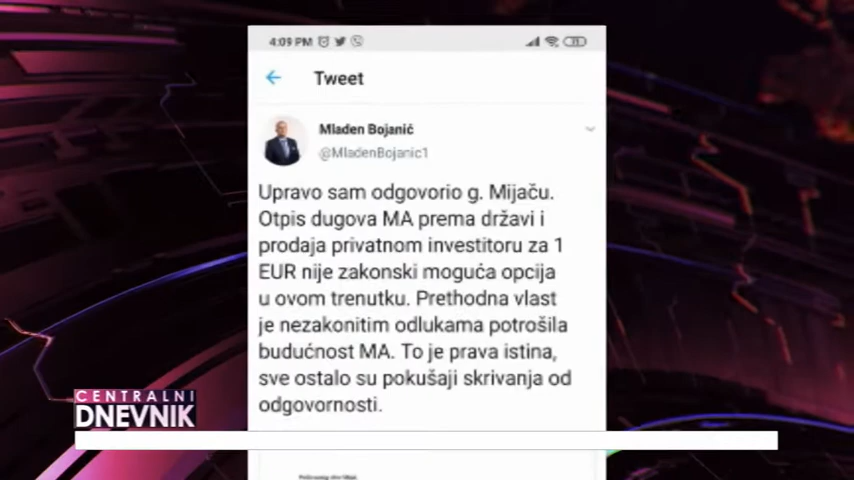 4:09 PM
Tweet
Mladen Bojanić
@MladenBojanic1
Upravo sam odgovorio g. Mijaču.
Otpis dugova MA prema državi i
prodaja privatnom investitoru za 1
EUR nije zakonski moguća opcija
u ovom trenutku. Prethodna vlast
je nezakonitim odlukama potrošila
budućnost MA. To je prava istina,
sve ostalo su pokušaji skrivanja od
odgovornosti.
CENTRALNI
DNEVNIK